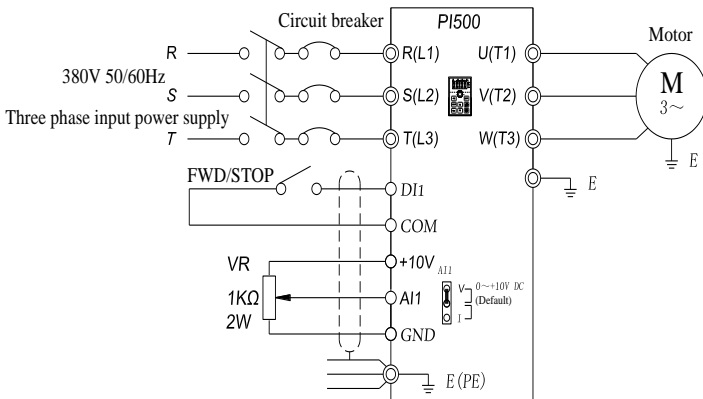 Circuit breaker
PI500
Motor
R
R(L1)
U(T1)
380V 50/60Hz
S
S(L2)
V(T2)
M
3~
Three phase input power supply
T
T(L3)
W(T3)
E
FWD/STOP
DI1
E
COM
VR
+10V
AI1
1KΩ
AI1
V
0～+10V DC
(Default)
2W
I
GND
E(PE)